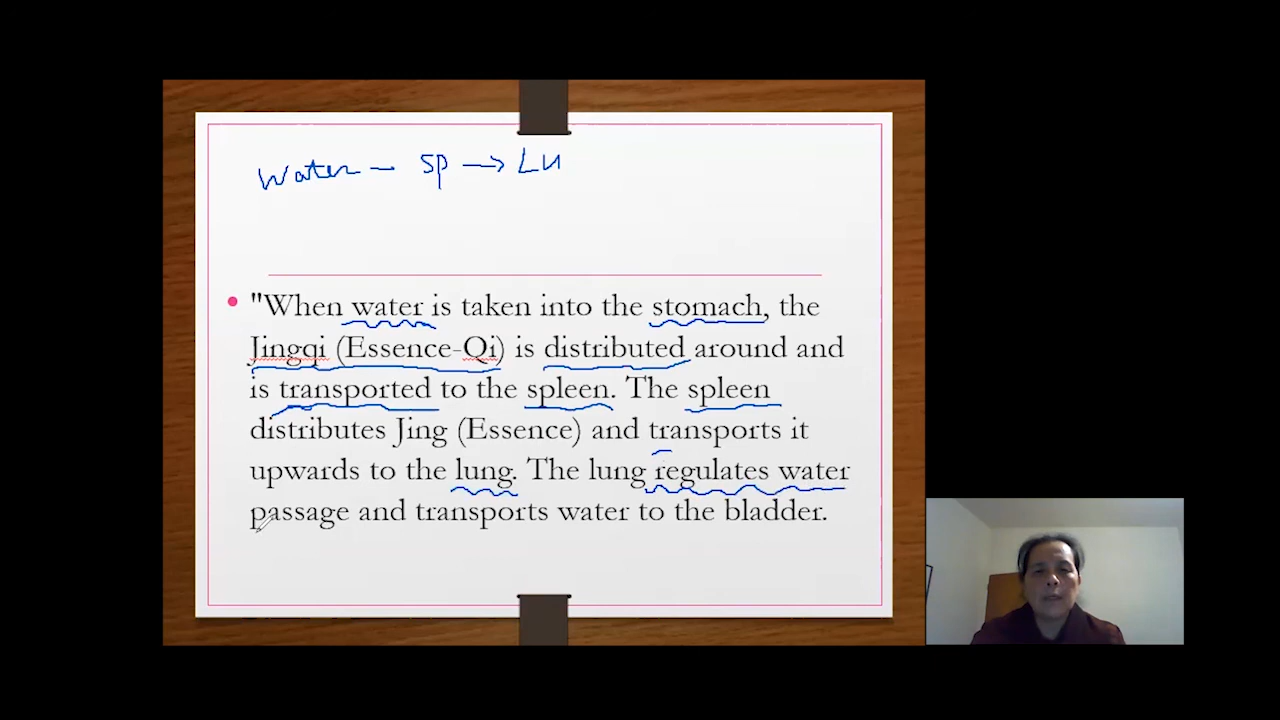 Water – Sp → Lu
• "When water is taken into the stomach, the
Jingqi (Essence-Qi) is distributed around and
is transported to the spleen. The spleen
distributes Jing (Essence) and transports it
upwards to the lung. The lung regulates water
passage and transports water to the bladder.